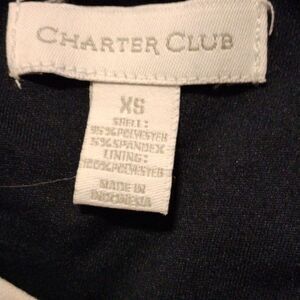 CHARTER CLUB
XS
SHELL:
95%POLYESTER
5%SPANDEX
LINING:
100%POLYESTER
MADE IN
INDONESIA